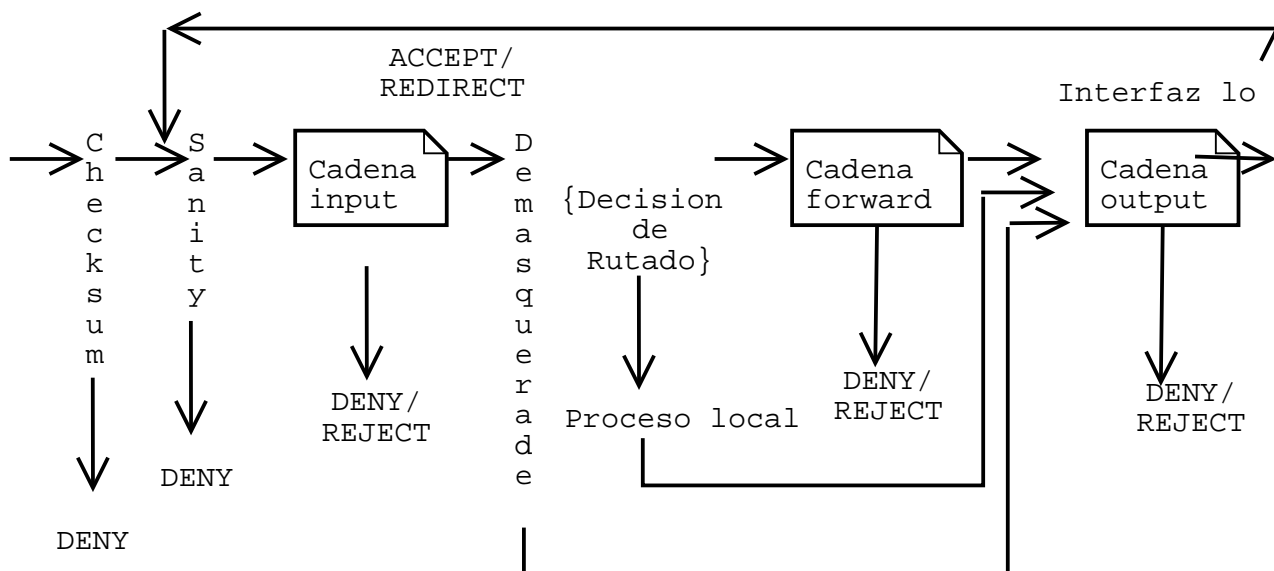 ACCEPT/
REDIRECT
Interfaz lo
Checksum
Sanity
Cadena
input
Demasquerade
{Decision
de
Rutado}
Cadena
forward
Cadena
output
DENY/
REJECT
Proceso local
DENY/
REJECT
DENY/
REJECT
DENY
DENY